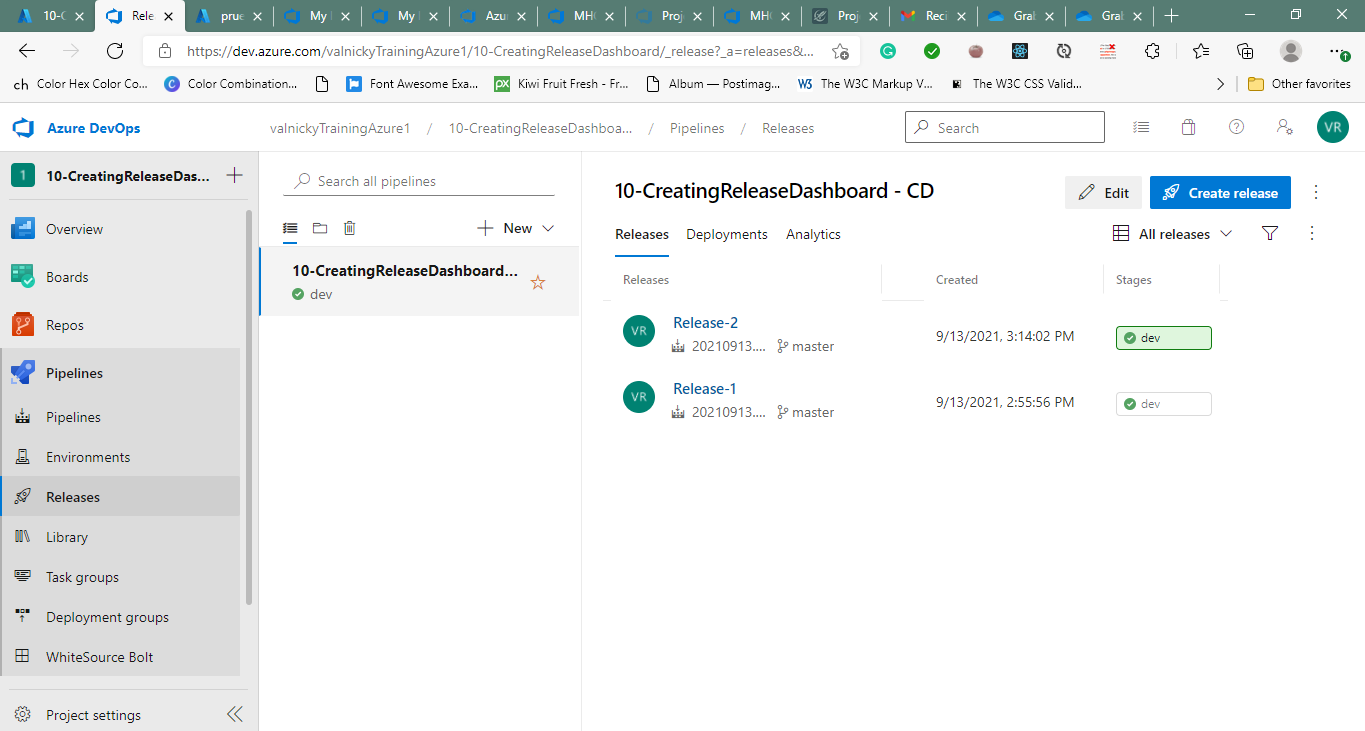 10-C
Rele
prue
My
My
Azur
MH
Proje
MH
Proj
Reci
Gral
Gral
https://dev.azure.com/valnickyTrainingAzure1/10-CreatingReleaseDashboard/_release?_a=releases&...
ch Color Hex Color Co...
Color Combination...
Font Awesome Exa...
Kiwi Fruit Fresh - Fr...
Album — Postimag...
W3 The W3C Markup V...
The W3C CSS Valid...
Other favorites
Azure DevOps
valnickyTrainingAzure1 / 10-CreatingReleaseDashboa... / Pipelines / Releases
Search
VR
1 10-CreatingReleaseDas...
Overview
Boards
Repos
Pipelines
Pipelines
Environments
Releases
Library
Task groups
Deployment groups
WhiteSource Bolt
Project settings
Search all pipelines
New
10-CreatingReleaseDashboard...
dev
10-CreatingReleaseDashboard - CD
Edit
Create release
Releases Deployments Analytics
All releases
Releases Created Stages
VR Release-2
20210913.... master
9/13/2021, 3:14:02 PM
dev
VR Release-1
20210913.... master
9/13/2021, 2:55:56 PM
dev